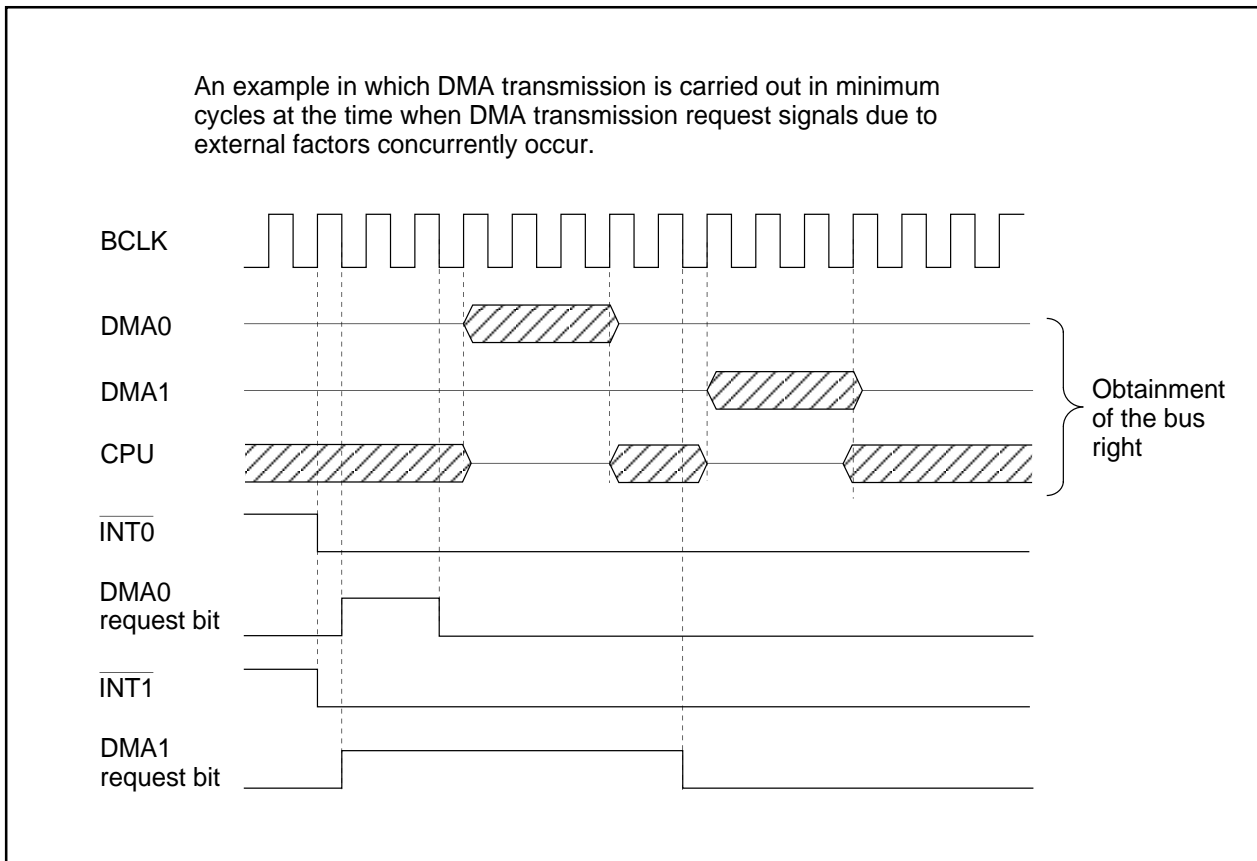 An example in which DMA transmission is carried out in minimum
cycles at the time when DMA transmission request signals due to
external factors concurrently occur.
BCLK
DMA0
DMA1
CPU
Obtainment
of the bus
right
INT0
DMA0
request bit
INT1
DMA1
request bit